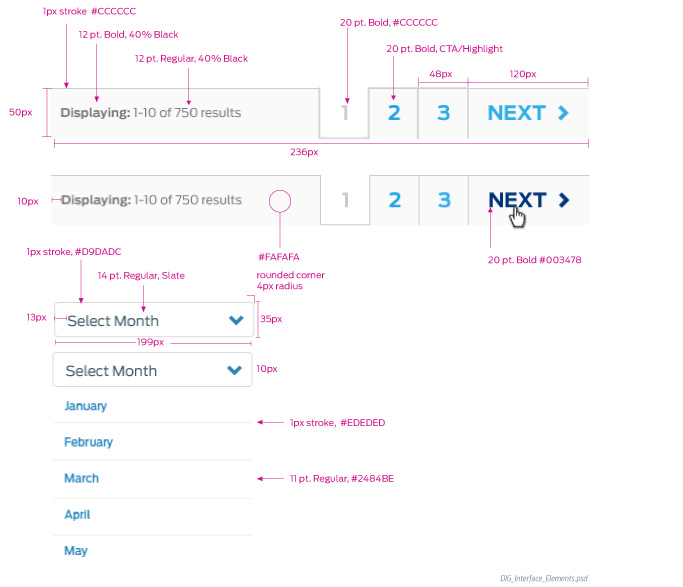 1px stroke #CCCCCC
12 pt. Bold, 40% Black
12 pt. Regular, 40% Black
20 pt. Bold, #CCCCCC
20 pt. Bold, CTA/Highlight
48px
120px
50px
Displaying: 1-10 of 750 results
1
2
3
NEXT
236px
10px
Displaying: 1-10 of 750 results
1
2
3
NEXT
#FAFAFA
rounded corner
4px radius
20 pt. Bold #003478
1px stroke, #D9DADC
14 pt. Regular, Slate
13px
Select Month
35px
199px
Select Month
10px
January
1px stroke, #EDEDED
February
March
11 pt. Regular, #2484BE
April
May
DIG_Interface_Elements.psd